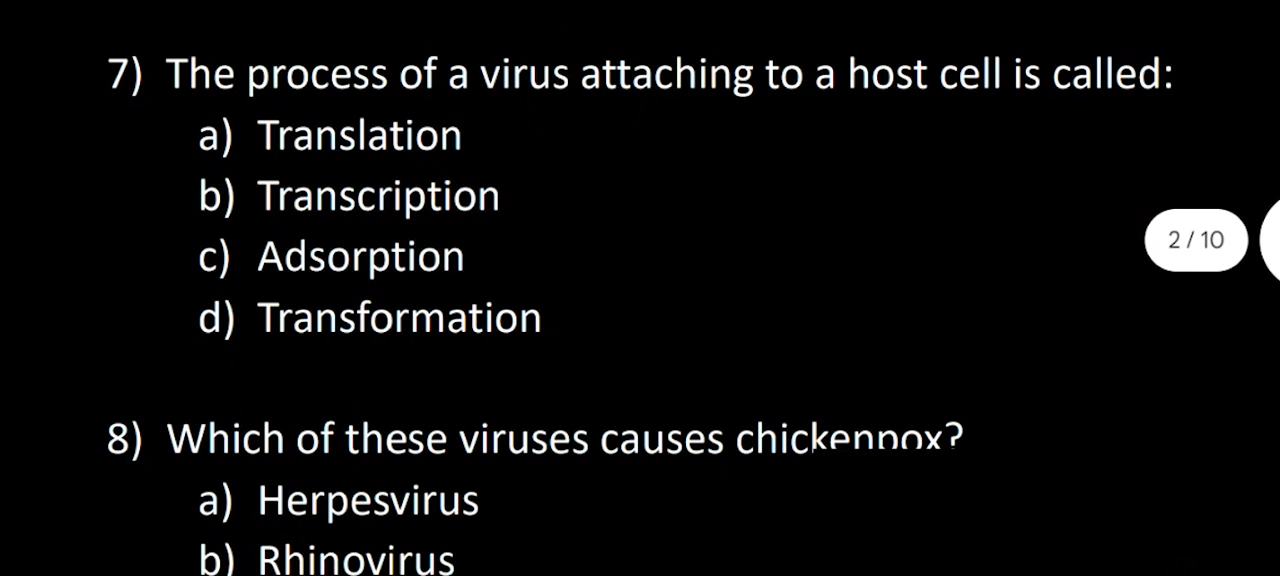 7) The process of a virus attaching to a host cell is called:
a) Translation
b) Transcription
c) Adsorption
2 / 10
d) Transformation
8) Which of these viruses causes chickenpox?
a) Herpesvirus
b) Rhinovirus